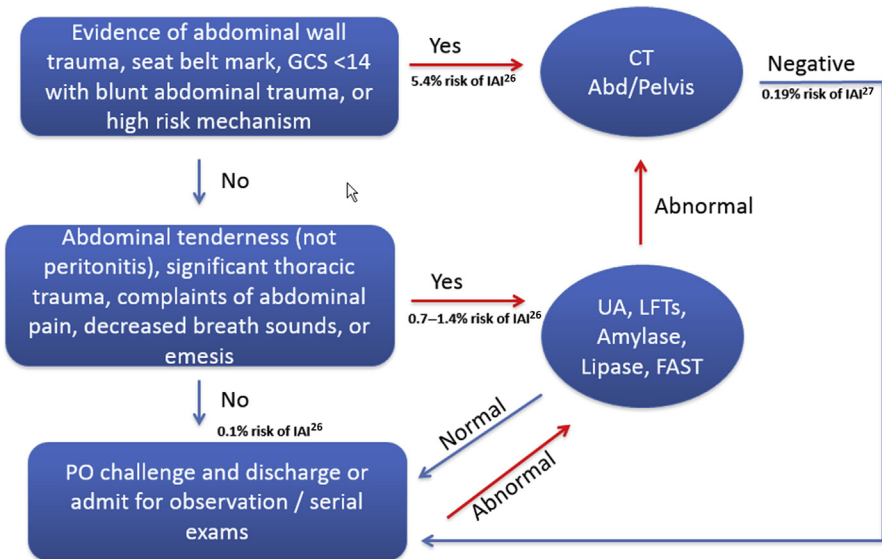 Evidence of abdominal wall
trauma, seat belt mark, GCS <14
with blunt abdominal trauma, or
high risk mechanism
Yes
5.4% risk of IAI26
CT
Abd/Pelvis
Negative
0.19% risk of IAI27
No
Abnormal
Abdominal tenderness (not
peritonitis), significant thoracic
trauma, complaints of abdominal
pain, decreased breath sounds, or
emesis
Yes
0.7–1.4% risk of IAI26
UA, LFTs,
Amylase,
Lipase, FAST
No
0.1% risk of IAI26
Normal
Abnormal
PO challenge and discharge or
admit for observation / serial
exams